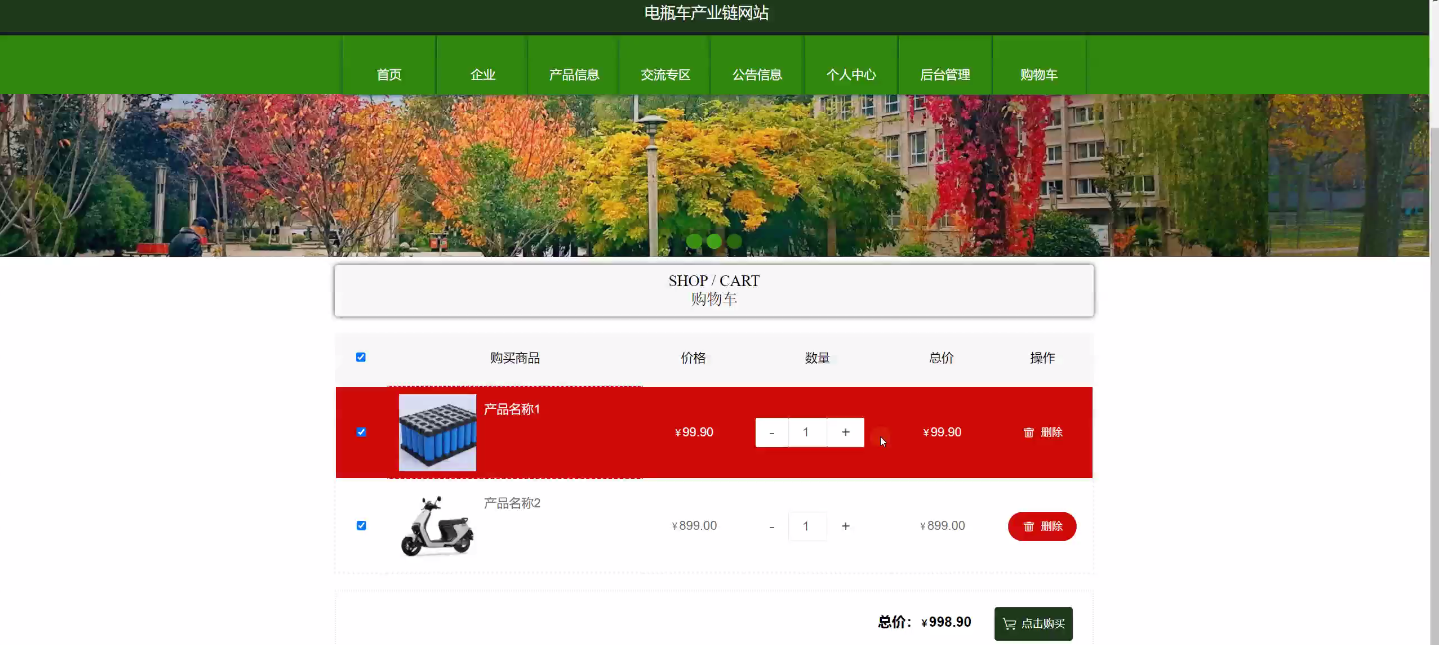 电瓶车产业链网站
首页 企业 产品信息 交流专区 公告信息 个人中心 后台管理 购物车
SHOP / CART
购物车
购买商品 价格 数量 总价 操作
产品名称1
¥99.90 - 1 + ¥99.90 删除
产品名称2
¥899.00 - 1 + ¥899.00 删除
总价：¥998.90 点击购买